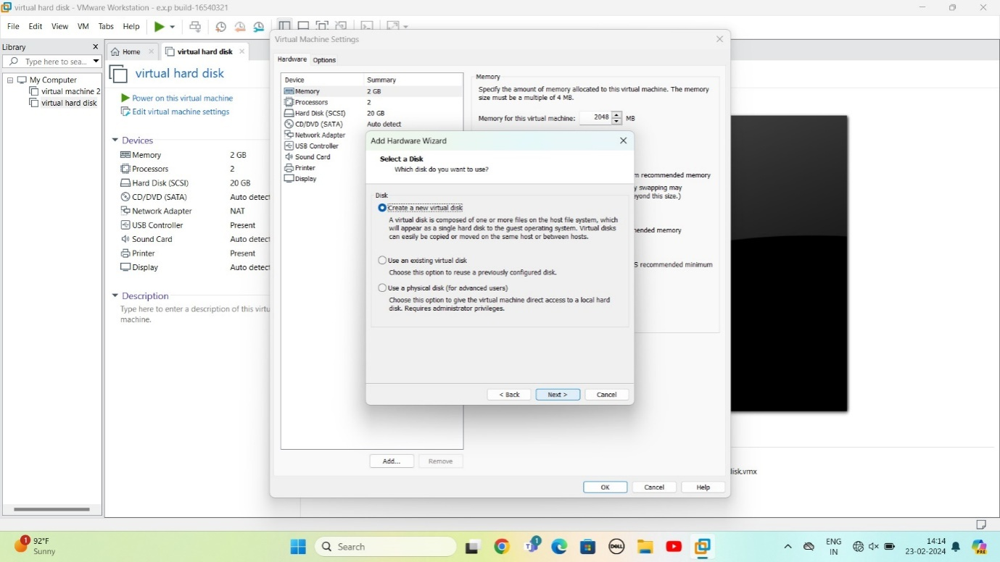 virtual hard disk - VMware Workstation - e.x.p build-16540321
File Edit View VM Tabs Help
Library
Type here to sea...
My Computer
virtual machine 2
virtual hard disk
Home
virtual hard disk
virtual hard disk
Power on this virtual machine
Edit virtual machine settings
Devices
Memory 2 GB
Processors 2
Hard Disk (SCSI) 20 GB
CD/DVD (SATA) Auto detect
Network Adapter NAT
USB Controller Present
Sound Card Auto detect
Printer Present
Display Auto detect
Description
Type here to enter a description of this virtu
machine.
Virtual Machine Settings
Hardware Options
Device Summary
Memory 2 GB
Processors 2
Hard Disk (SCSI) 20 GB
CD/DVD (SATA) Auto detect
Network Adapter
USB Controller
Sound Card
Printer
Display
Memory
Specify the amount of memory allocated to this virtual machine. The memory
size must be a multiple of 4 MB.
Memory for this virtual machine: 2048 MB
m recommended memory
y swapping may
eyond this size.)
ended memory
S recommended minimum
Add Hardware Wizard
Select a Disk
Which disk do you want to use?
Disk
Create a new virtual disk
A virtual disk is composed of one or more files on the host file system, which
will appear as a single hard disk to the guest operating system. Virtual disks
can easily be copied or moved on the same host or between hosts.
Use an existing virtual disk
Choose this option to reuse a previously configured disk.
Use a physical disk (for advanced users)
Choose this option to give the virtual machine direct access to a local hard
disk. Requires administrator privileges.
< Back Next > Cancel
Add... Remove
OK Cancel Help
lisk.vmx
1
92°F
Sunny
Search
1
DELL
ENG
IN
14:14
23-02-2024
PRE